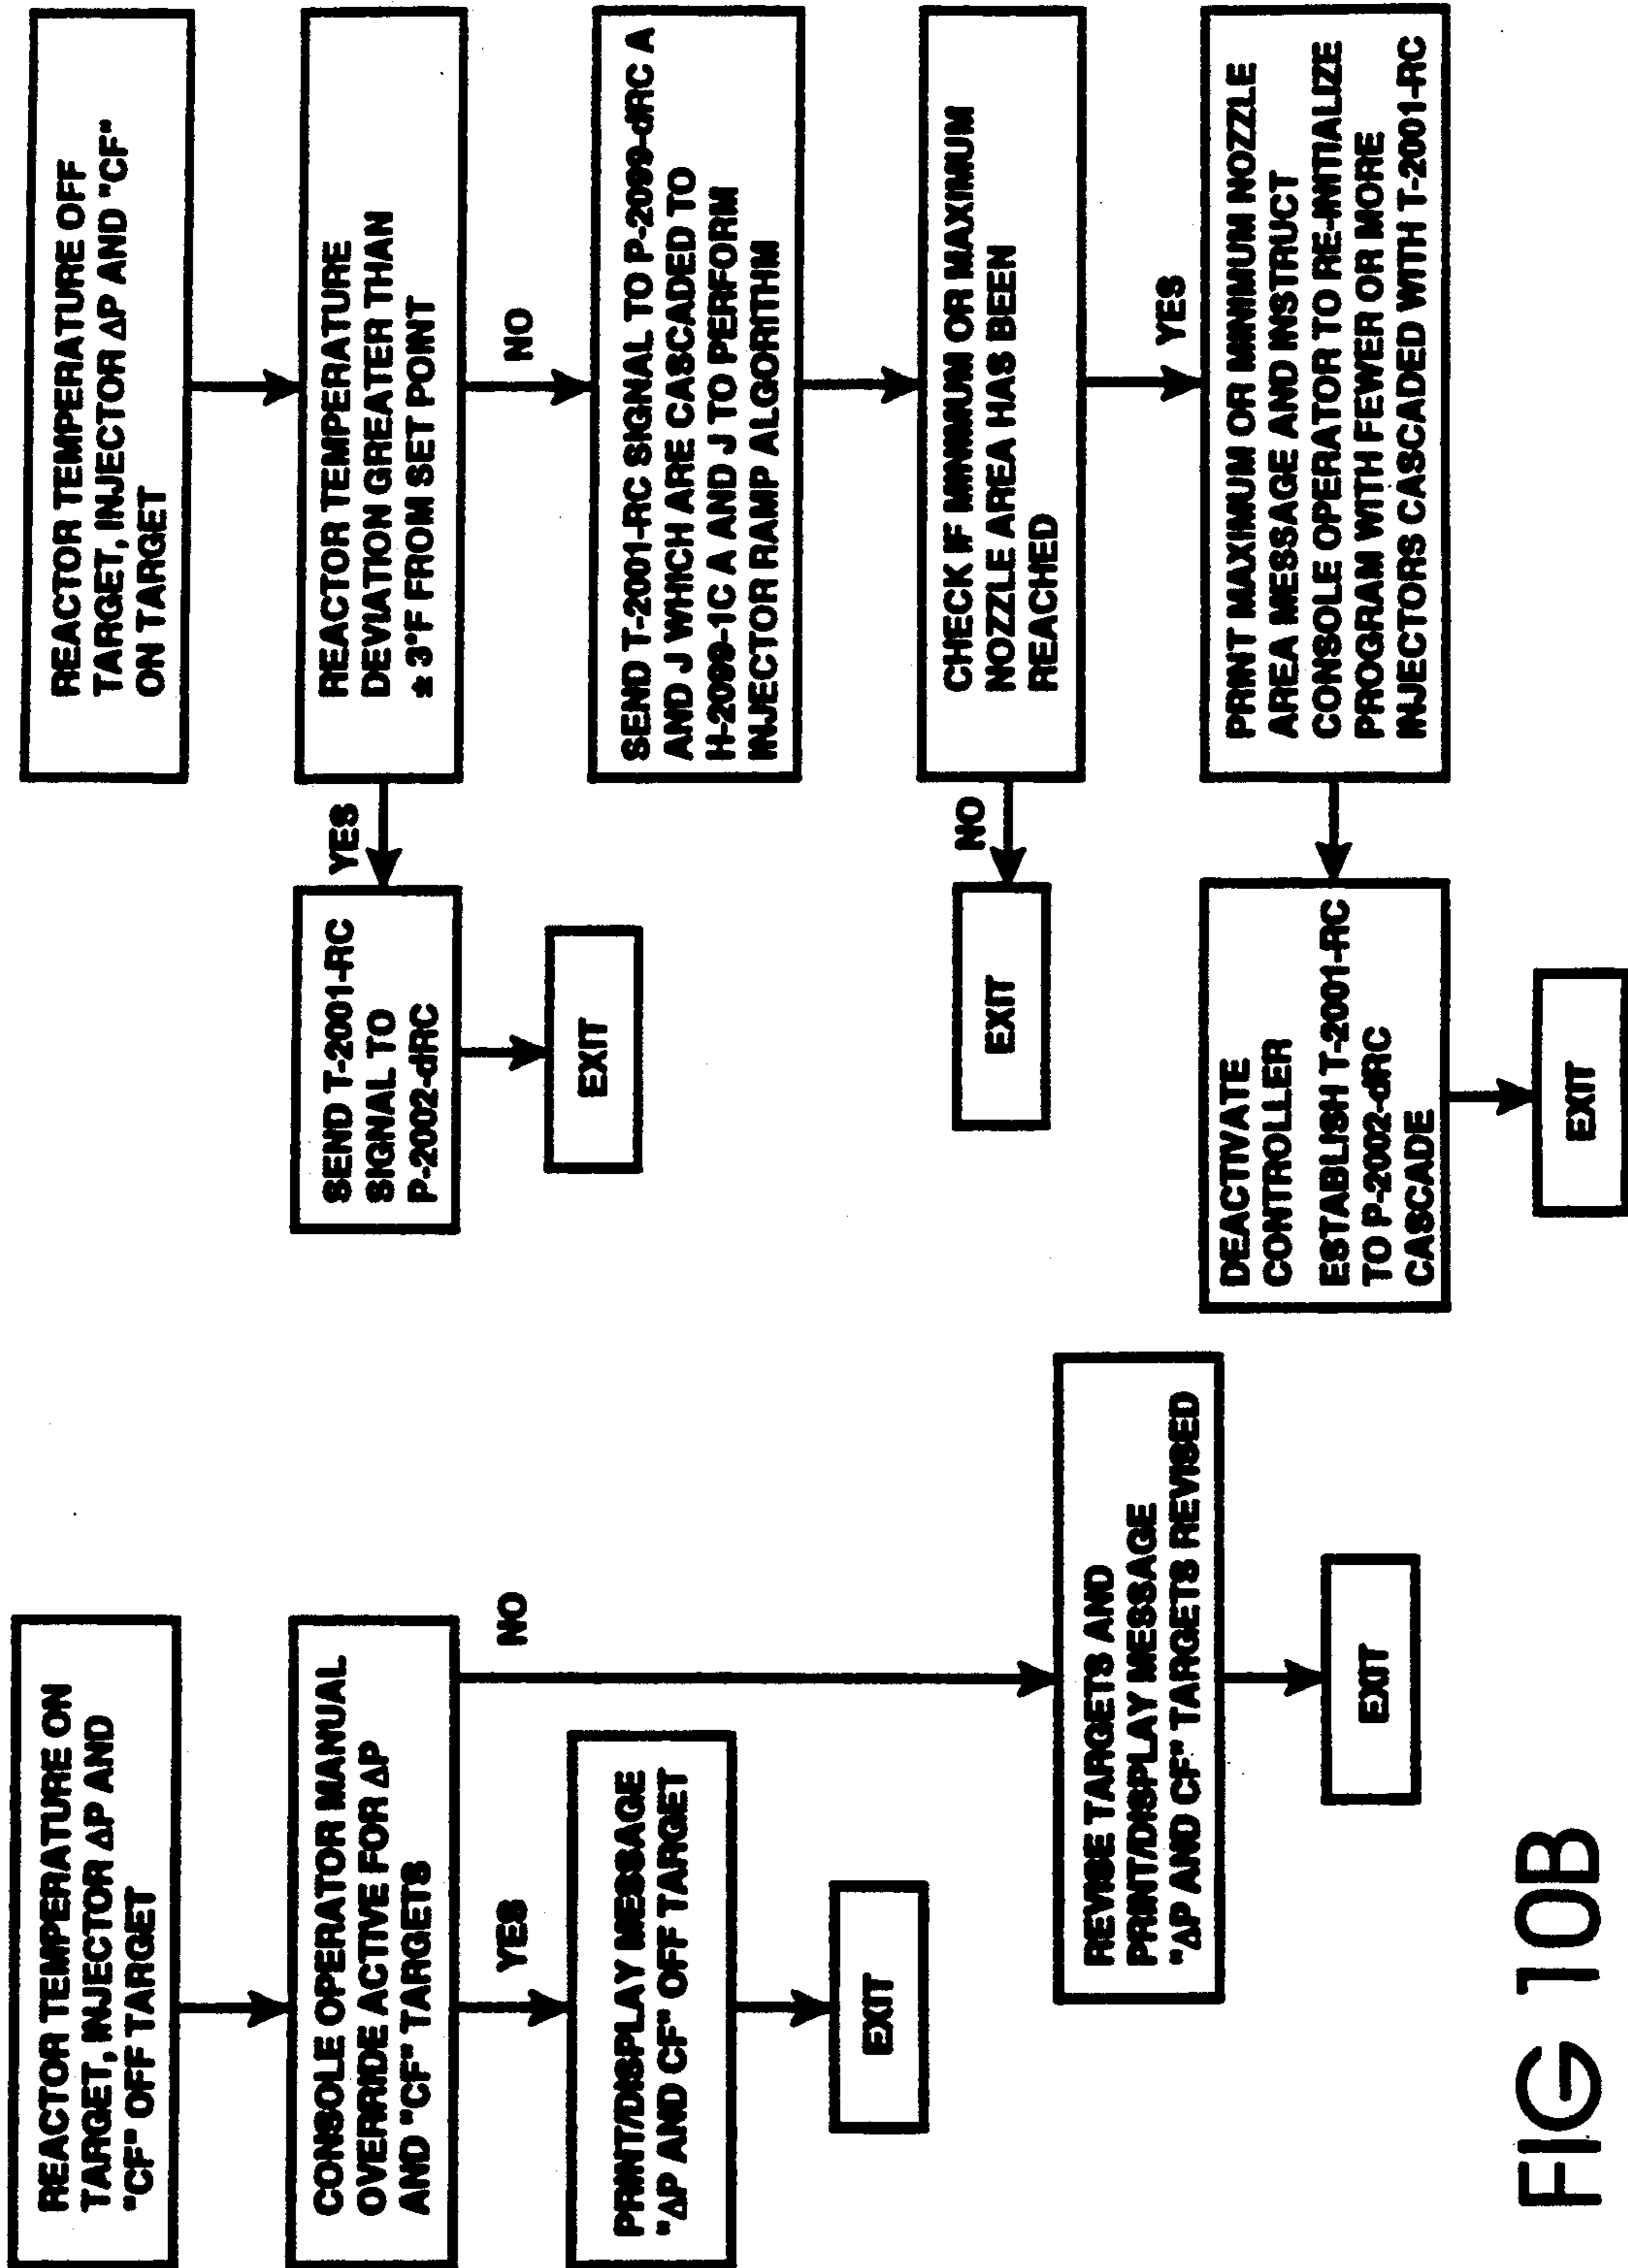 REACTOR TEMPERATURE ON
TARGET, INJECTOR ΔP AND
"CF" OFF TARGET
CONSOLE OPERATOR MANUAL
OVERRIDE ACTIVE FOR ΔP
AND "CF" TARGETS
YES
NO
PRINT/DISPLAY MESSAGE
"ΔP AND CF" OFF TARGET
EXIT
REVISE TARGETS AND
PRINT/DISPLAY MESSAGE
"ΔP AND CF" TARGETS REVISED
EXIT
REACTOR TEMPERATURE OFF
TARGET, INJECTOR ΔP AND "CF"
ON TARGET
REACTOR TEMPERATURE
DEVIATION GREATER THAN
± 3°F FROM SET POINT
YES
SEND T-2001-RC
SIGNAL TO
P-2002-dRC
EXIT
NO
SEND T-2001-RC SIGNAL TO P-2099-dRC A
AND J WHICH ARE CASCADED TO
H-2099-1C A AND J TO PERFORM
INJECTOR RAMP ALGORITHM
CHECK IF MINIMUM OR MAXIMUM
NOZZLE AREA HAS BEEN
REACHED
NO
EXIT
YES
PRINT MAXIMUM OR MINIMUM NOZZLE
AREA MESSAGE AND INSTRUCT
CONSOLE OPERATOR TO RE-INITIALIZE
PROGRAM WITH FEWER OR MORE
INJECTORS CASCADED WITH T-2001-RC
DEACTIVATE
CONTROLLER
ESTABLISH T-2001-RC
TO P-2002-dRC
CASCADE
EXIT
FIG 10B